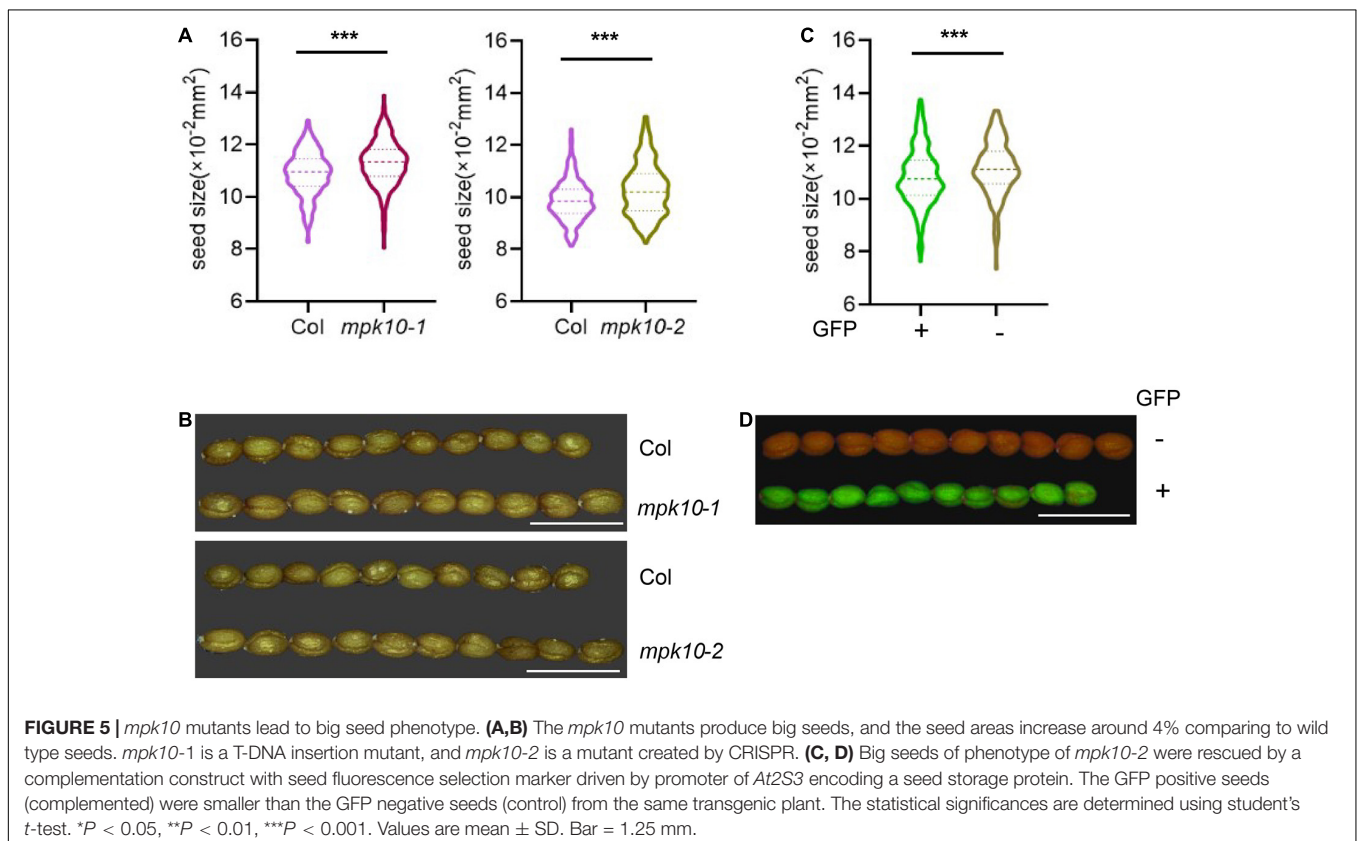 A
16
14
12
10
8
6
seed size(×10⁻²mm²)
***
Col mpk10-1
16
14
12
10
8
6
seed size(×10⁻²mm²)
***
Col mpk10-2
C
16
14
12
10
8
6
seed size(×10⁻²mm²)
***
GFP + -
B
Col
mpk10-1
Col
mpk10-2
D
GFP
-
+
FIGURE 5 | mpk10 mutants lead to big seed phenotype. (A,B) The mpk10 mutants produce big seeds, and the seed areas increase around 4% comparing to wild
type seeds. mpk10-1 is a T-DNA insertion mutant, and mpk10-2 is a mutant created by CRISPR. (C, D) Big seeds of phenotype of mpk10-2 were rescued by a
complementation construct with seed fluorescence selection marker driven by promoter of At2S3 encoding a seed storage protein. The GFP positive seeds
(complemented) were smaller than the GFP negative seeds (control) from the same transgenic plant. The statistical significances are determined using student's
t-test. *P < 0.05, **P < 0.01, ***P < 0.001. Values are mean ± SD. Bar = 1.25 mm.